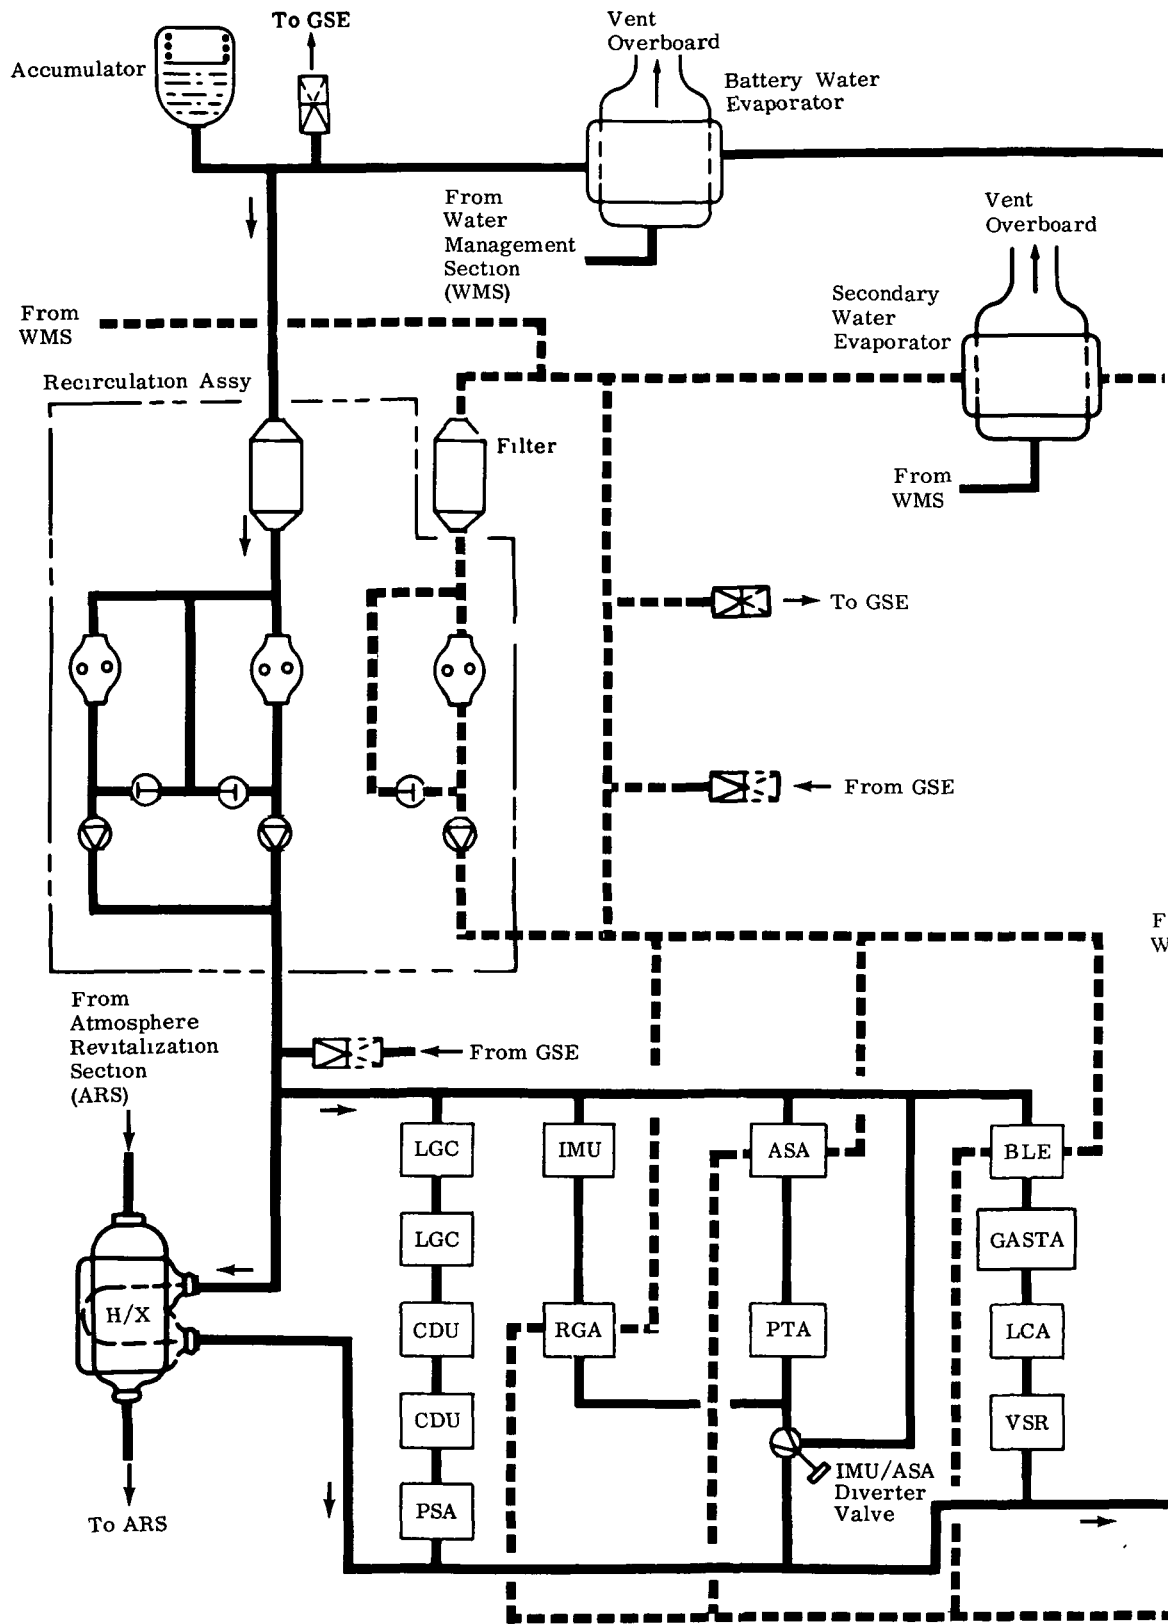 To GSE
Accumulator
Vent
Overboard
Battery Water
Evaporator
From
Water
Management
Section
(WMS)
Vent
Overboard
Secondary
Water
Evaporator
From
WMS
Recirculation Assy
Filter
From
WMS
To GSE
From GSE
F
W
From
Atmosphere
Revitalization
Section
(ARS)
From GSE
LGC
IMU
ASA
BLE
LGC
GASTA
H/X
CDU
RGA
PTA
LCA
CDU
VSR
IMU/ASA
Diverter
Valve
PSA
To ARS